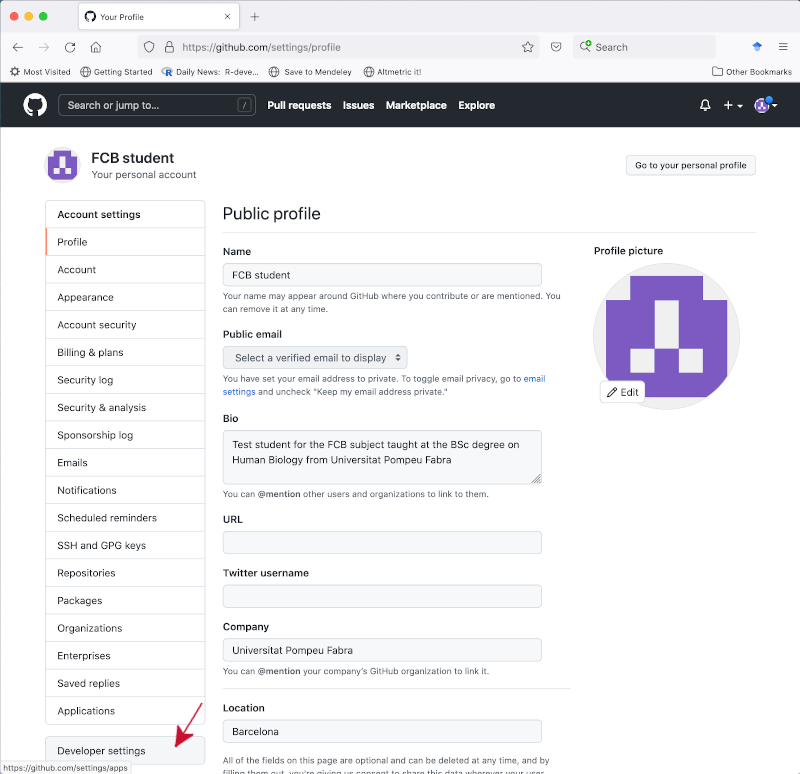 Your Profile
https://github.com/settings/profile
Search
Most Visited
Getting Started
Daily News: R-deve...
Save to Mendeley
Altmetric it!
Other Bookmarks
Search or jump to...
/
Pull requests
Issues
Marketplace
Explore
FCB student
Your personal account
Go to your personal profile
Account settings
Profile
Account
Appearance
Account security
Billing & plans
Security log
Security & analysis
Sponsorship log
Emails
Notifications
Scheduled reminders
SSH and GPG keys
Repositories
Packages
Organizations
Enterprises
Saved replies
Applications
Developer settings
https://github.com/settings/apps
Public profile
Name
FCB student
Your name may appear around GitHub where you contribute or are mentioned. You
can remove it at any time.
Public email
Select a verified email to display
You have set your email address to private. To toggle email privacy, go to email
settings and uncheck "Keep my email address private."
Bio
Test student for the FCB subject taught at the BSc degree on
Human Biology from Universitat Pompeu Fabra
You can @mention other users and organizations to link to them.
URL
Twitter username
Company
Universitat Pompeu Fabra
You can @mention your company's GitHub organization to link it.
Location
Barcelona
All of the fields on this page are optional and can be deleted at any time, and by
filling them out, you're giving us consent to share this data wherever your user
Profile picture
Edit